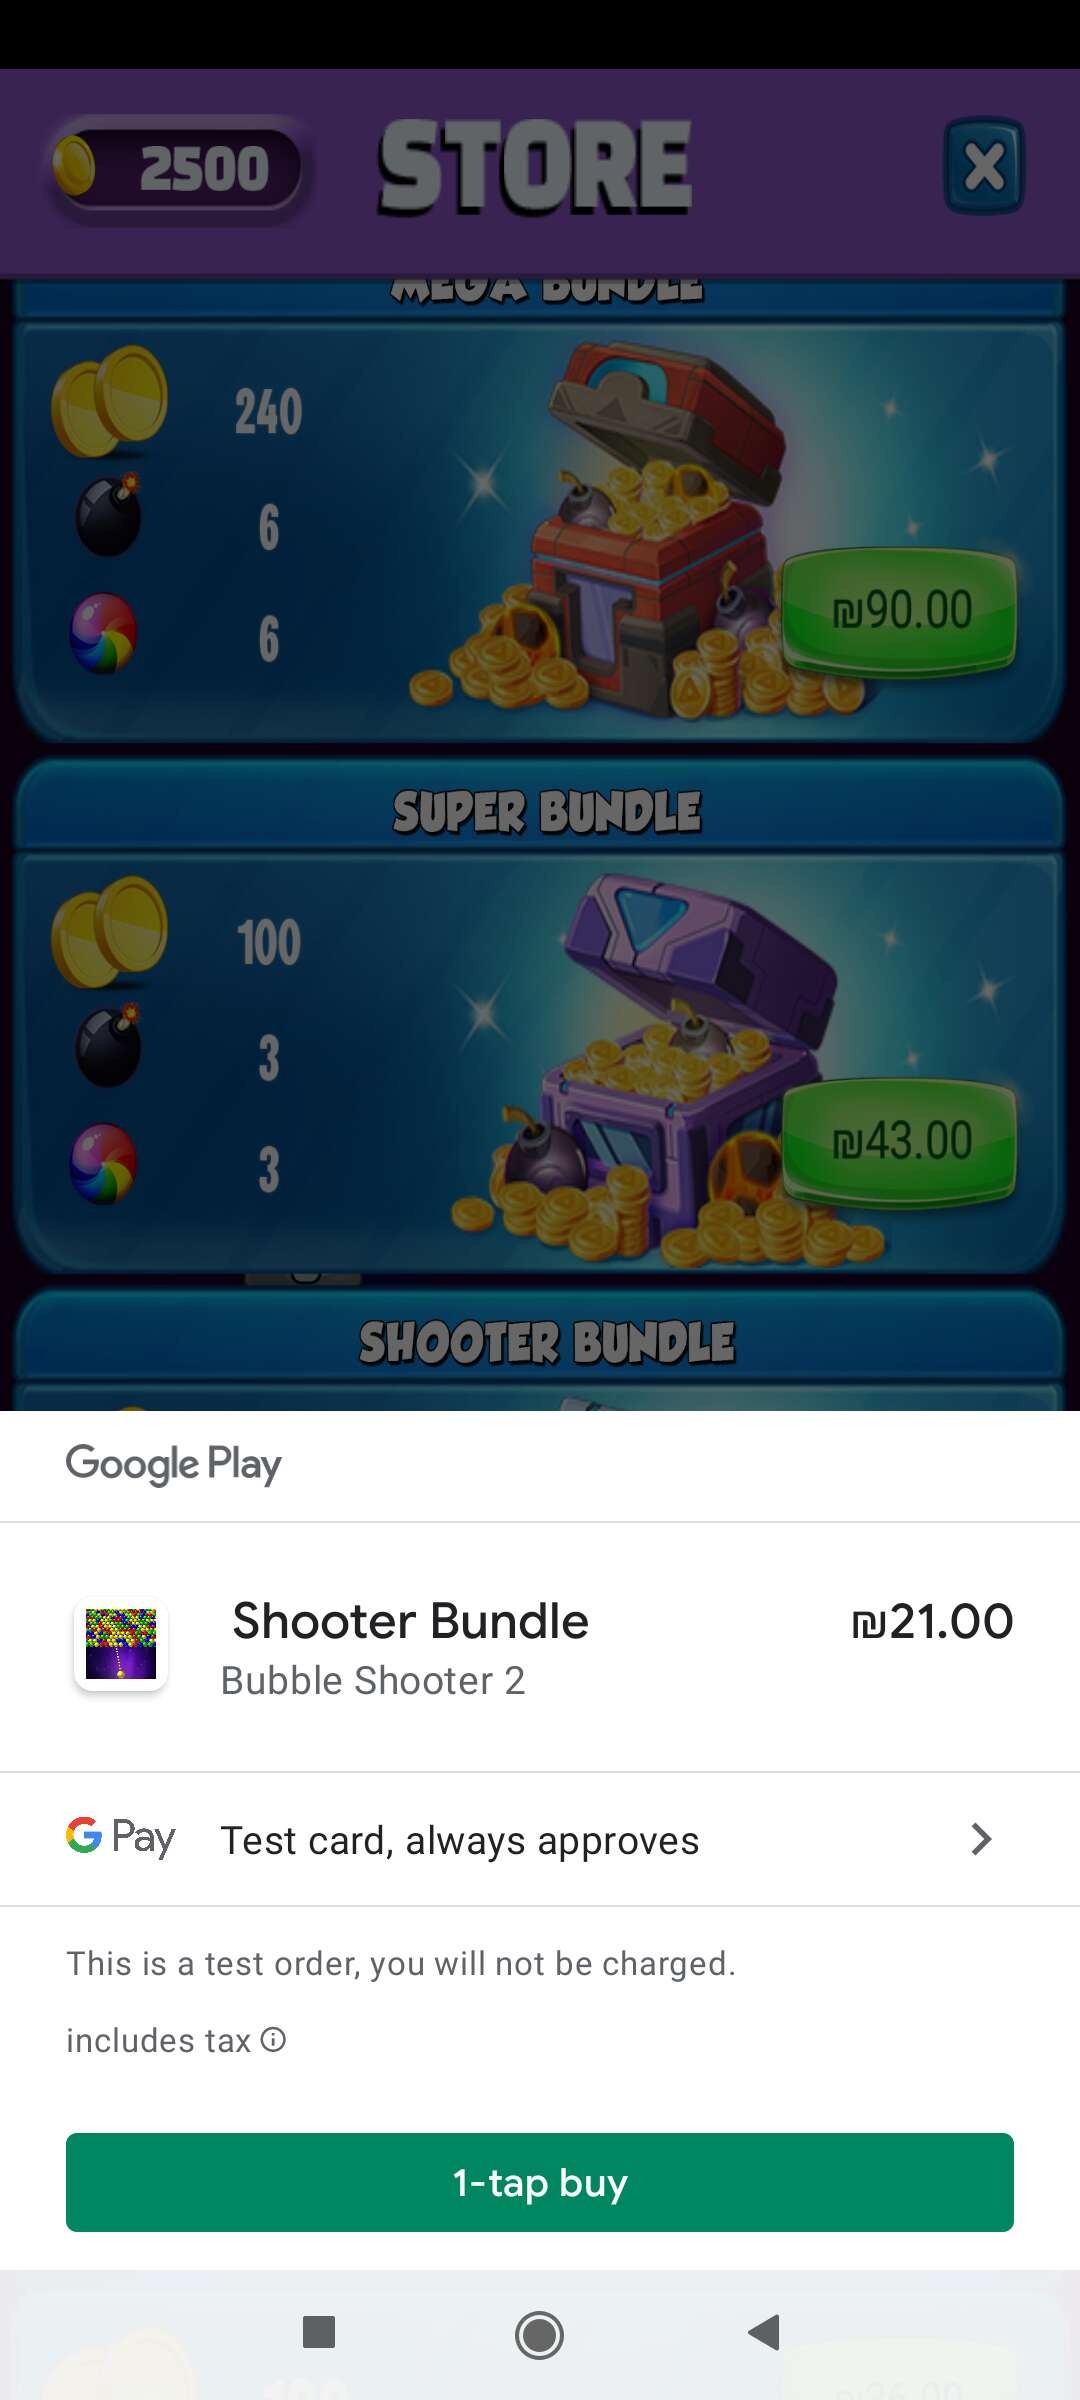 2500
STORE
X
MEGA BUNDLE
240
6
6
₪90.00
SUPER BUNDLE
100
3
3
₪43.00
SHOOTER BUNDLE
Google Play
Shooter Bundle
₪21.00
Bubble Shooter 2
G Pay
Test card, always approves
This is a test order, you will not be charged.
includes tax
1-tap buy